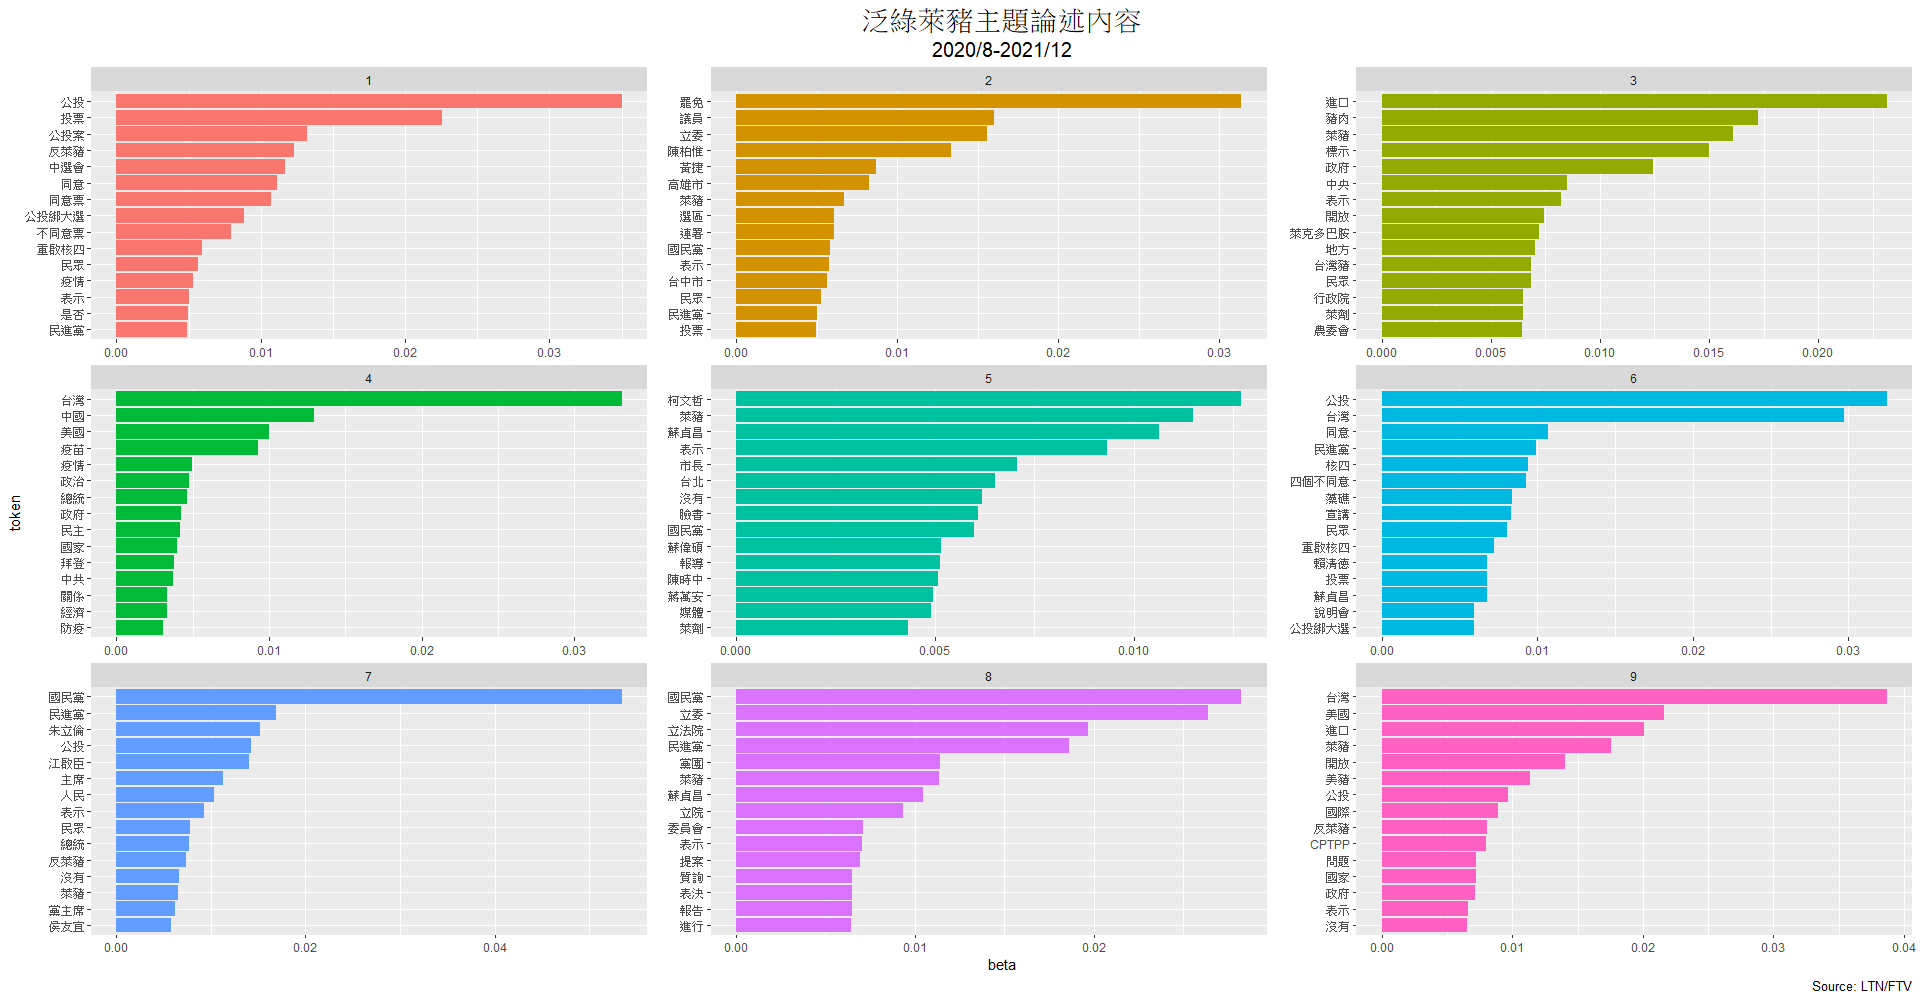 泛綠萊豬主題論述內容
2020/8-2021/12
token
1
公投
投票
公投案
反萊豬
中選會
同意
同意票
公投綁大選
不同意票
重啟核四
民眾
疫情
表示
是否
民進黨
0.00 0.01 0.02 0.03
2
罷免
議員
立委
陳柏惟
黃捷
高雄市
萊豬
選區
連署
國民黨
表示
台中市
民眾
民進黨
投票
0.00 0.01 0.02 0.03
3
進口
豬肉
萊豬
標示
政府
中央
表示
開放
萊克多巴胺
地方
台灣豬
民眾
行政院
萊劑
農委會
0.000 0.005 0.010 0.015 0.020
4
台灣
中國
美國
疫苗
疫情
政治
總統
政府
民主
國家
拜登
中共
關係
經濟
防疫
0.00 0.01 0.02 0.03
5
柯文哲
萊豬
蘇貞昌
表示
市長
台北
沒有
臉書
國民黨
蘇偉碩
報導
陳時中
蔣萬安
媒體
萊劑
0.000 0.005 0.010
6
公投
台灣
同意
民進黨
核四
四個不同意
藻礁
宣講
民眾
重啟核四
賴清德
投票
蘇貞昌
說明會
公投綁大選
0.00 0.01 0.02 0.03
7
國民黨
民進黨
朱立倫
公投
江啟臣
主席
人民
表示
民眾
總統
反萊豬
沒有
萊豬
黨主席
侯友宜
0.00 0.02 0.04
8
國民黨
立委
立法院
民進黨
黨團
萊豬
蘇貞昌
立院
委員會
表示
提案
質詢
表決
報告
進行
0.00 0.01 0.02
9
台灣
美國
進口
萊豬
開放
美豬
公投
國際
反萊豬
CPTPP
問題
國家
政府
表示
沒有
0.00 0.01 0.02 0.03 0.04
beta
Source: LTN/FTV